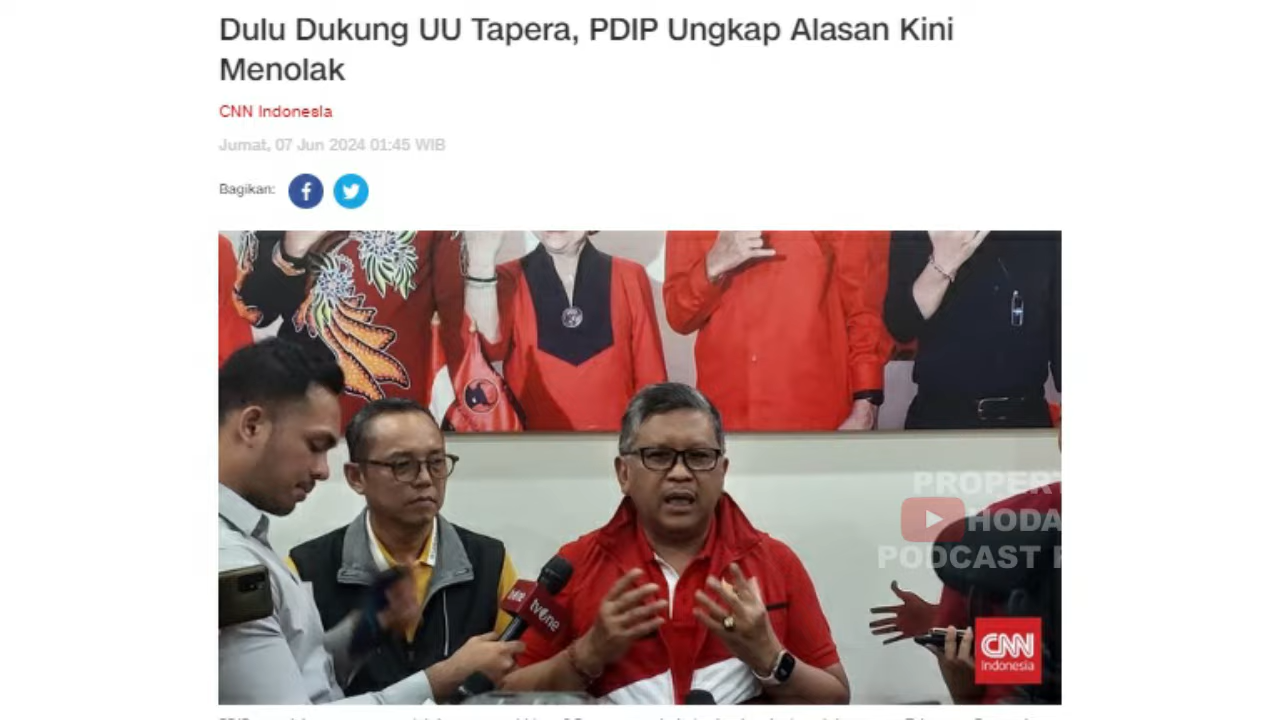 Dulu Dukung UU Tapera, PDIP Ungkap Alasan Kini
Menolak
CNN Indonesia
Jumat, 07 Jun 2024 01:45 WIB
Bagikan:
PROPERT
HODA
PODCAST
tvOne
tvOne
CNN
Indonesia